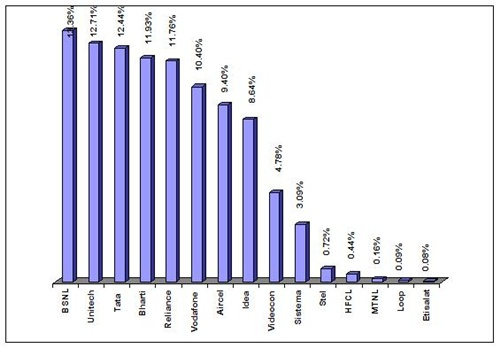 13.36%
12.71%
12.44%
11.93%
11.76%
10.40%
9.40%
8.64%
4.78%
3.09%
0.72%
0.44%
0.16%
0.09%
0.08%
BSNL
Unitech
Tata
Bharti
Reliance
Vodafone
Aircel
Idea
Videocon
Sistema
Stel
HFCL
MTNL
Loop
Etisalat